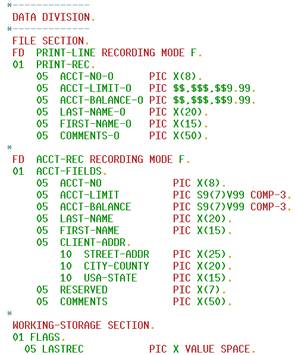 *-------------
DATA DIVISION.
*-------------
FILE SECTION.
FD PRINT-LINE RECORDING MODE F.
01 PRINT-REC.
05 ACCT-NO-O PIC X(8).
05 ACCT-LIMIT-O PIC $$,$$$,$$9.99.
05 ACCT-BALANCE-O PIC $$,$$$,$$9.99.
05 LAST-NAME-O PIC X(20).
05 FIRST-NAME-O PIC X(15).
05 COMMENTS-O PIC X(50).
*
FD ACCT-REC RECORDING MODE F.
01 ACCT-FIELDS.
05 ACCT-NO PIC X(8).
05 ACCT-LIMIT PIC S9(7)V99 COMP-3.
05 ACCT-BALANCE PIC S9(7)V99 COMP-3.
05 LAST-NAME PIC X(20).
05 FIRST-NAME PIC X(15).
05 CLIENT-ADDR.
10 STREET-ADDR PIC X(25).
10 CITY-COUNTY PIC X(20).
10 USA-STATE PIC X(15).
05 RESERVED PIC X(7).
05 COMMENTS PIC X(50).
*
WORKING-STORAGE SECTION.
01 FLAGS.
05 LASTREC PIC X VALUE SPACE.